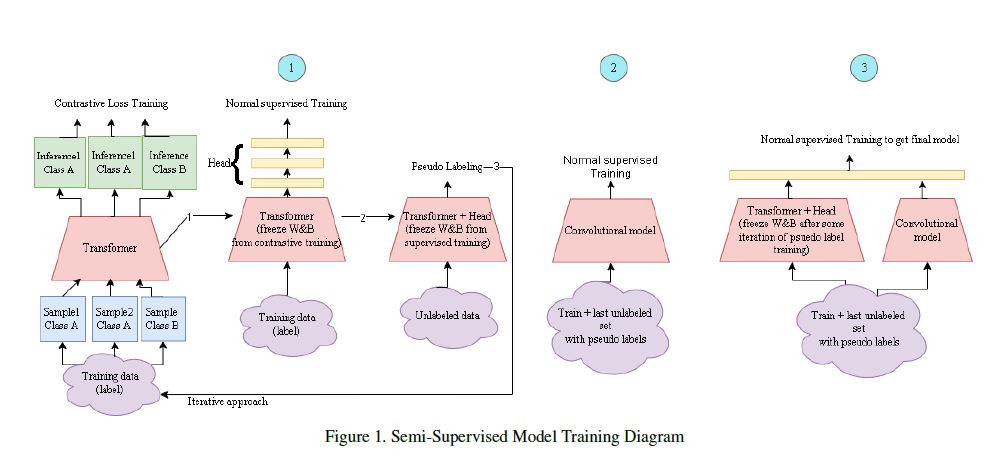 1
2
3
Contrastive Loss Training
Normal supervised Training
Inference1
Class A
Inference1
Class A
Inference
Class B
Head
Pseudo Labeling
3
Normal supervised
Training
Normal supervised Training to get final model
Transformer
1
Transformer
(freeze W&B
from contrastive training)
2
Transformer + Head
(freeze W&B from
supervised training)
Convolutional model
Transformer + Head
(freeze W&B after some
iteration of psuedo label
training)
Convolutional
model
Sample1
Class A
Sample2
Class A
Sample
Class B
Training data
(label)
Training data
(label)
Unlabeled data
Train + last unlabeled
set
with pseudo labels
Train + last unlabeled
set
with pseudo labels
Iterative approach
Figure 1. Semi-Supervised Model Training Diagram